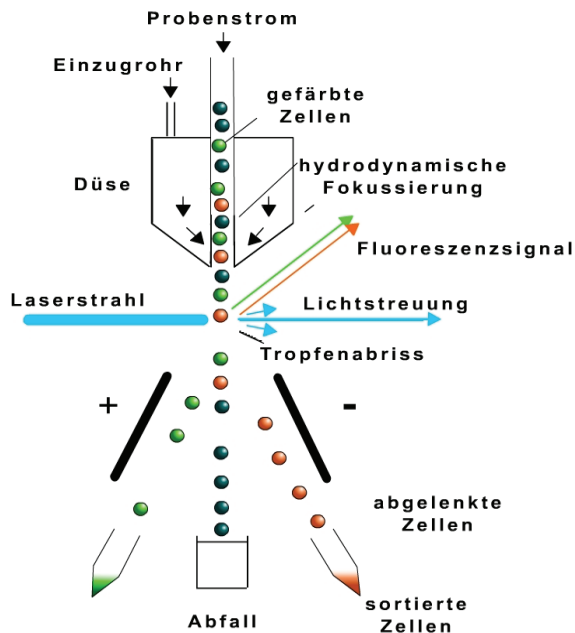 Probenstrom
Einzugrohr
gefärbte
Zellen
hydrodynamische
Fokussierung
Düse
Fluoreszenzsignal
Laserstrahl
Lichtstreuung
Tropfenabriss
+
-
abgelenkte
Zellen
sortierte
Zellen
Abfall